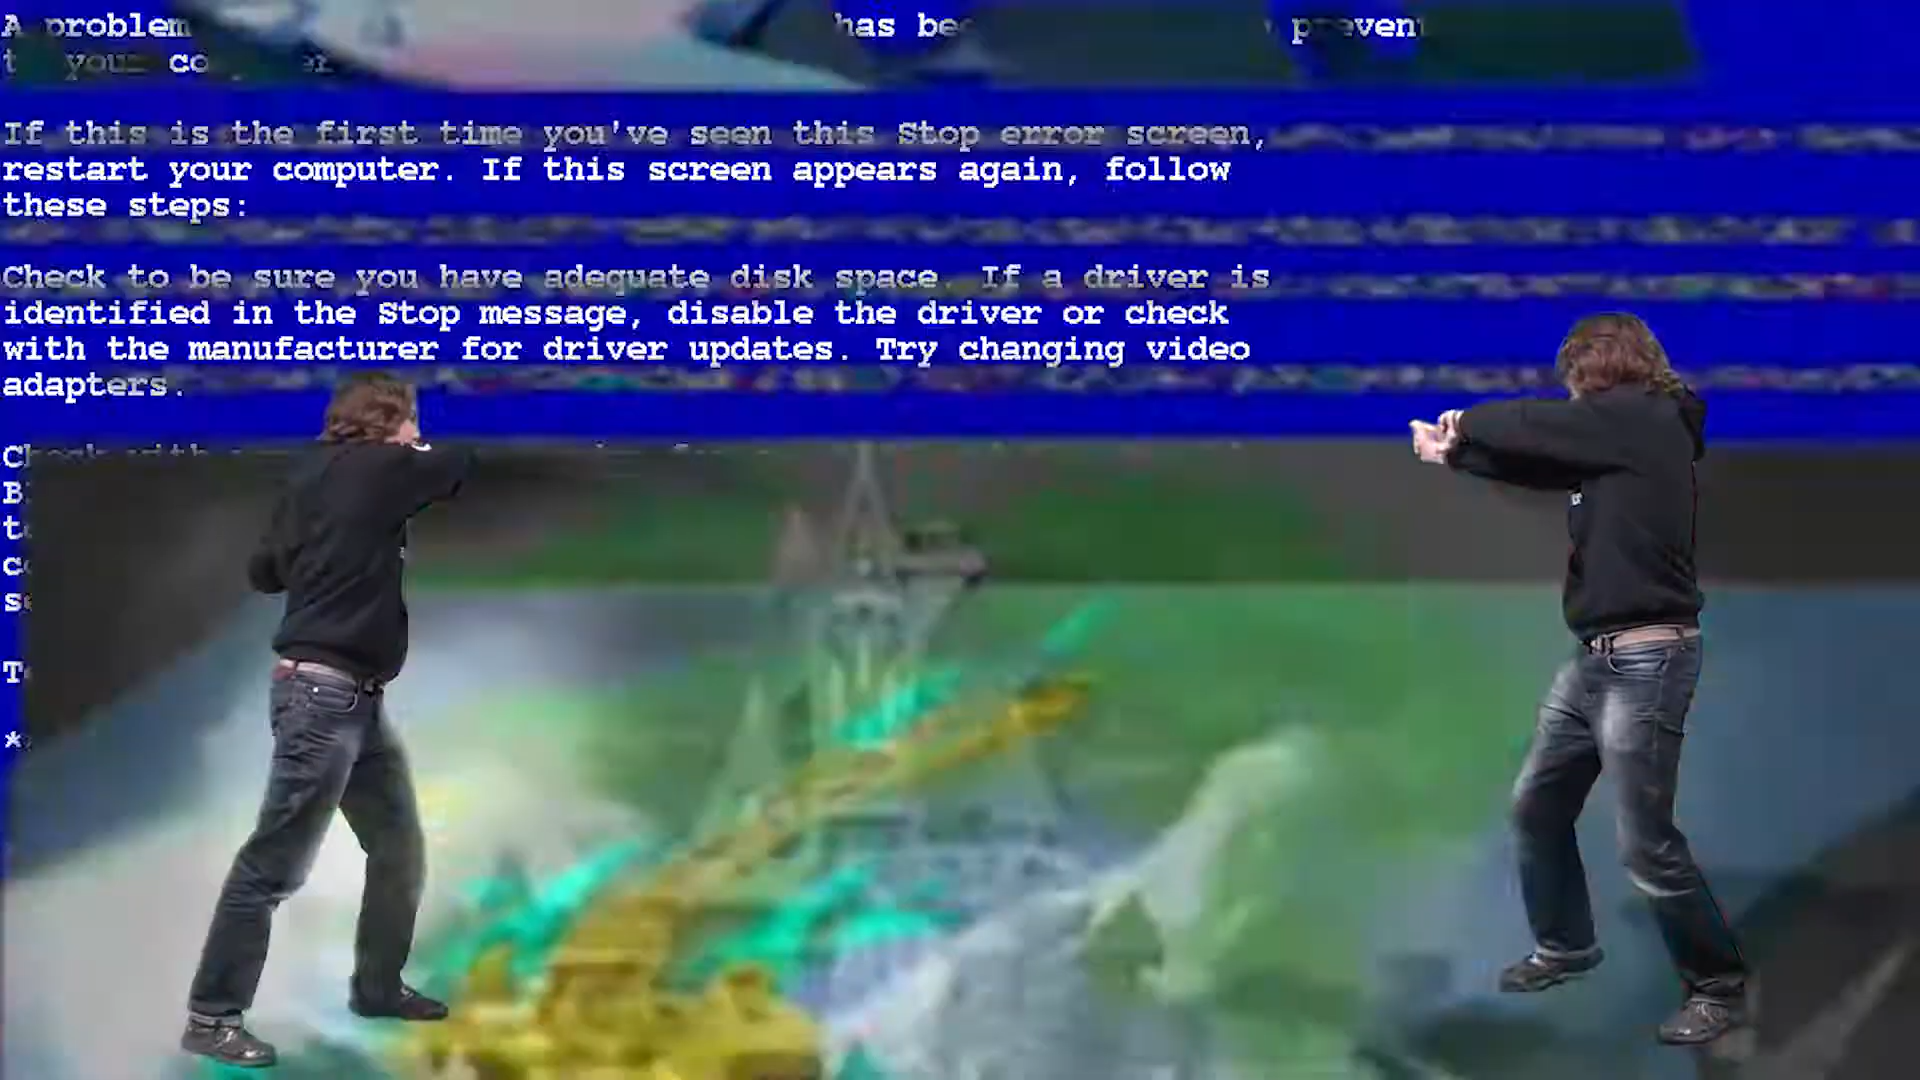 A problem has prevent
your
If this is the first time you've seen this Stop error screen,
restart your computer. If this screen appears again, follow
these steps:
Check to be sure you have adequate disk space. If a driver is
identified in the Stop message, disable the driver or check
with the manufacturer for driver updates. Try changing video
adapters.